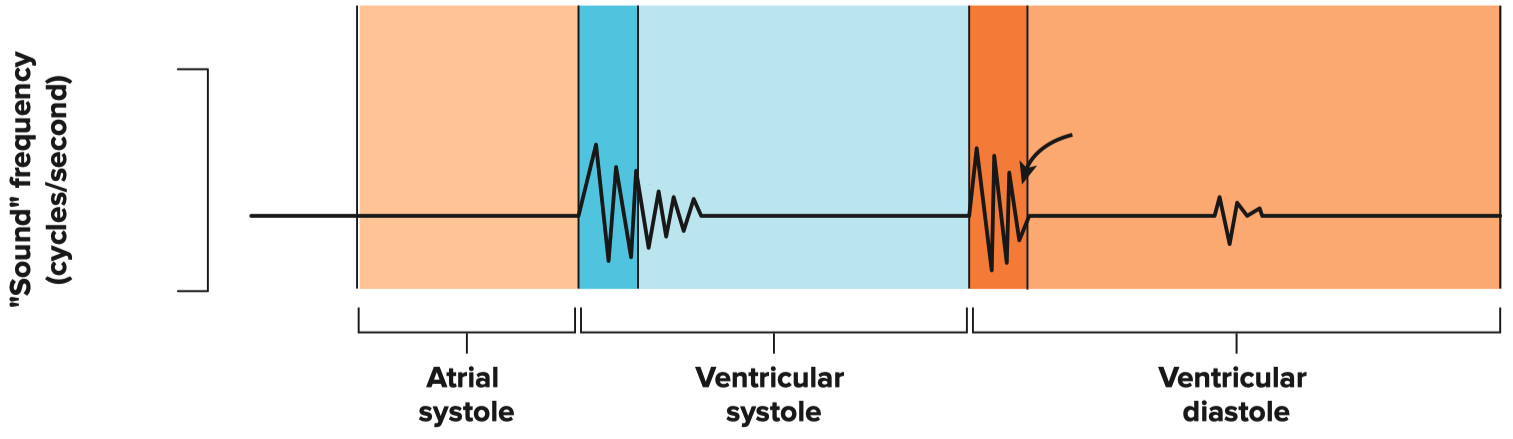 "Sound" frequency
(cycles/second)
Atrial
systole
Ventricular
systole
Ventricular
diastole